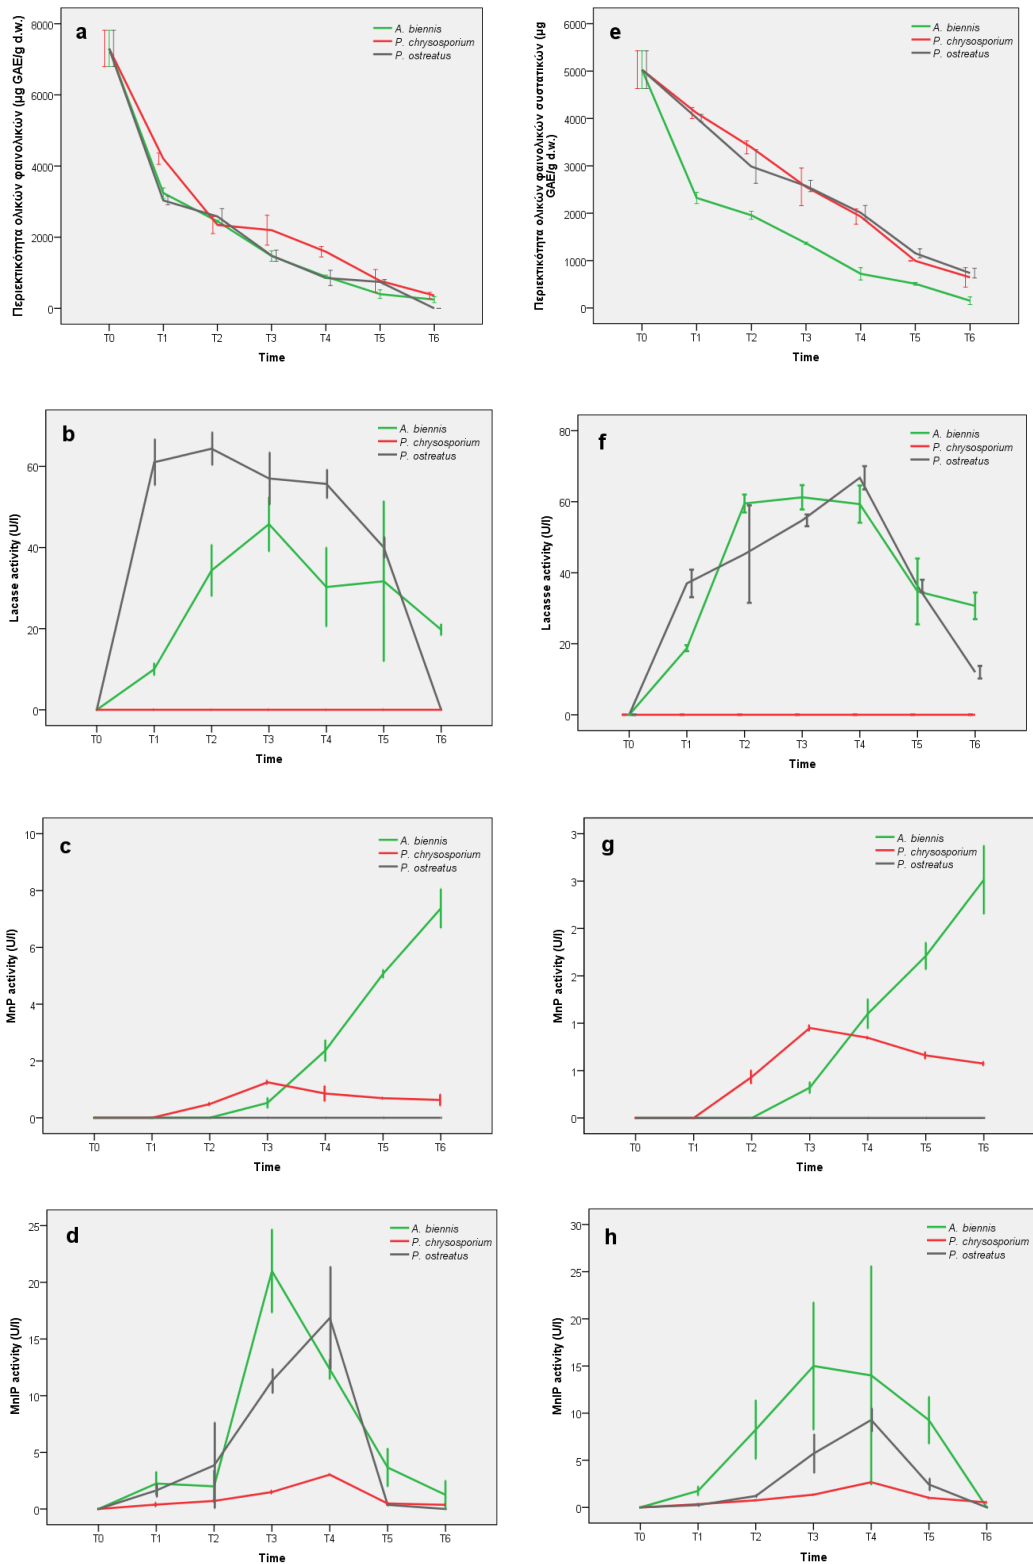 a
A. biennis
P. chrysosporium
P. ostreatus
Περιεκτικότητα ολικών φαινολικών (μg GAE/g d.w.)
8000
6000
4000
2000
0
T0 T1 T2 T3 T4 T5 T6
Time
e
A. biennis
P. chrysosporium
P. ostreatus
Περιεκτικότητα ολικών φαινολικών συστατικών (μg
GAE/g d.w.)
6000
5000
4000
3000
2000
1000
0
T0 T1 T2 T3 T4 T5 T6
Time
b
A. biennis
P. chrysosporium
P. ostreatus
Lacasse activity (U/l)
60
40
20
0
T0 T1 T2 T3 T4 T5 T6
Time
f
A. biennis
P. chrysosporium
P. ostreatus
Lacasse activity (U/l)
80
60
40
20
0
T0 T1 T2 T3 T4 T5 T6
Time
c
A. biennis
P. chrysosporium
P. ostreatus
MnP activity (U/l)
10
8
6
4
2
0
T0 T1 T2 T3 T4 T5 T6
Time
g
A. biennis
P. chrysosporium
P. ostreatus
MnP activity (U/l)
3
3
2
2
1
1
0
T0 T1 T2 T3 T4 T5 T6
Time
d
A. biennis
P. chrysosporium
P. ostreatus
MnIP activity (U/l)
25
20
15
10
5
0
T0 T1 T2 T3 T4 T5 T6
Time
h
A. biennis
P. chrysosporium
P. ostreatus
MnIP activity (U/l)
30
25
20
15
10
5
0
T0 T1 T2 T3 T4 T5 T6
Time